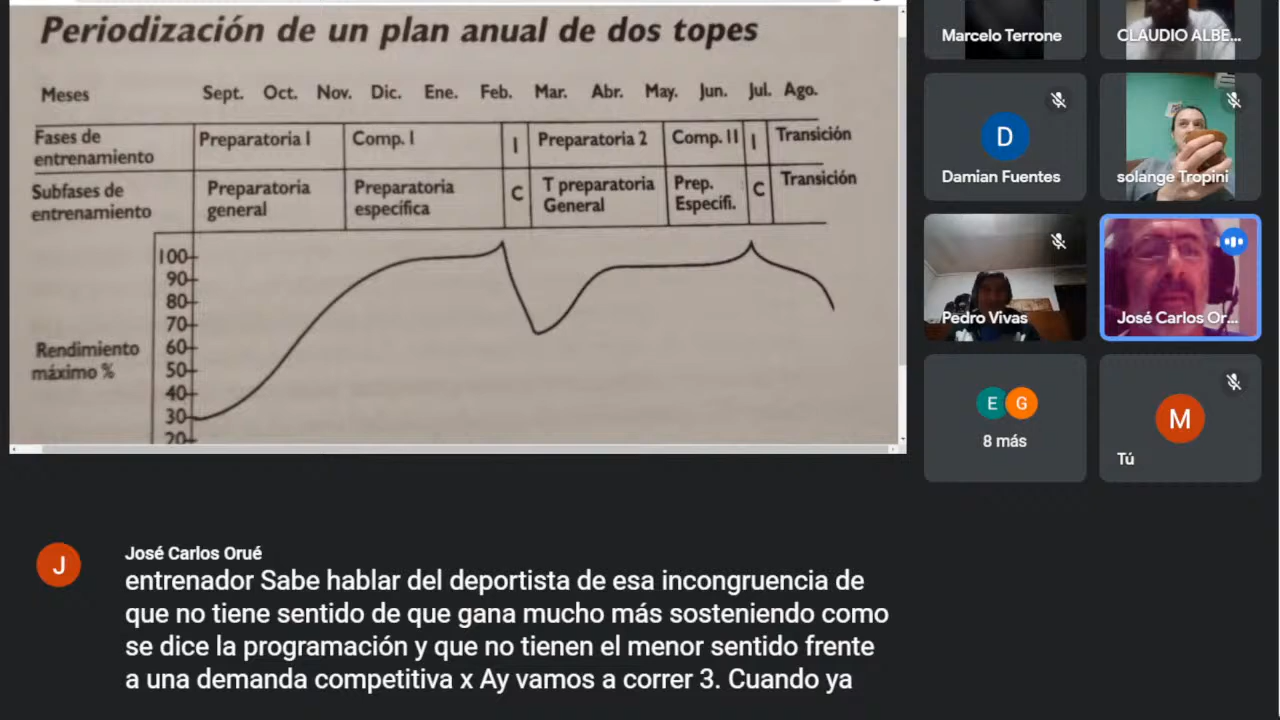 Periodización de un plan anual de dos topes
Meses Sept. Oct. Nov. Dic. Ene. Feb. Mar. Abr. May. Jun. Jul. Ago.
Fases de entrenamiento Preparatoria I Comp. I I Preparatoria 2 Comp. II I Transición
Subfases de entrenamiento Preparatoria general Preparatoria específica C T preparatoria General Prep. Específi. C Transición
100
90
80
70
60
Rendimiento máximo %
50
40
30
20
Marcelo Terrone
CLAUDIO ALBE...
D
Damian Fuentes
solange Tropini
Pedro Vivas
José Carlos Or...
E G
8 más
M
Tú
J
José Carlos Orué
entrenador Sabe hablar del deportista de esa incongruencia de
que no tiene sentido de que gana mucho más sosteniendo como
se dice la programación y que no tienen el menor sentido frente
a una demanda competitiva x Ay vamos a correr 3. Cuando ya